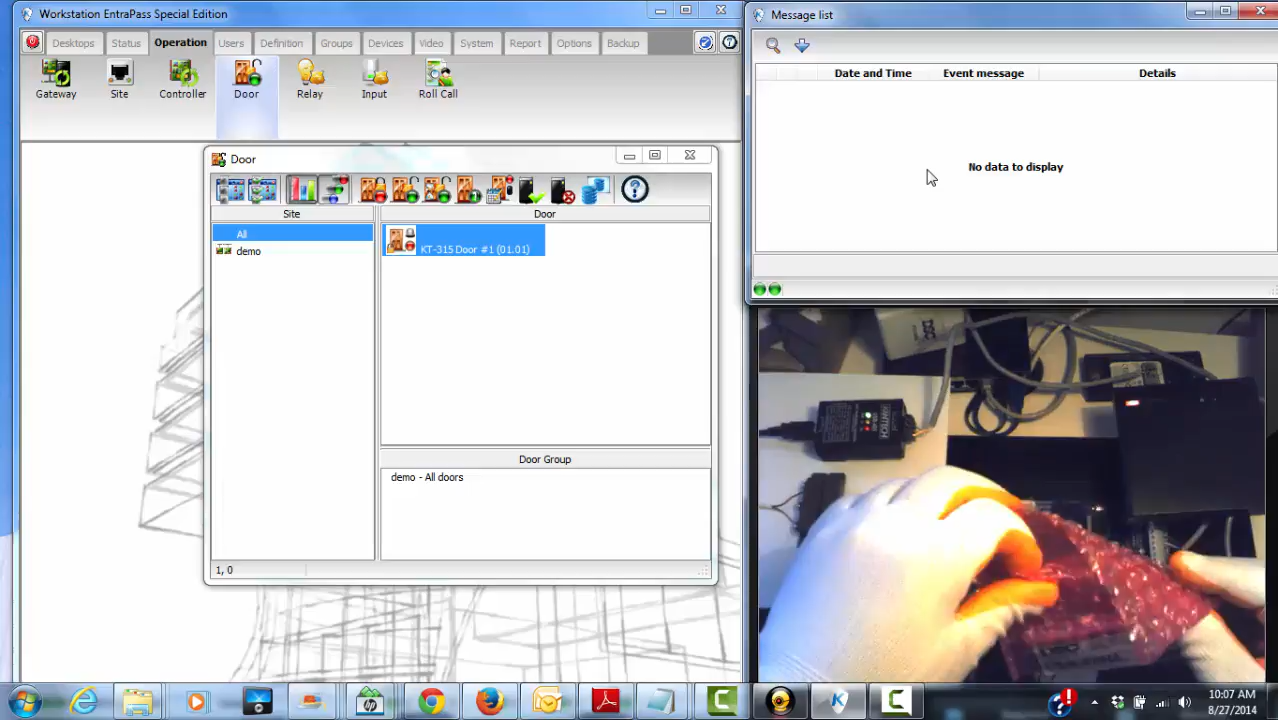 Workstation EntraPass Special Edition
Desktops Status Operation Users Definition Groups Devices Video System Report Options Backup
Gateway Site Controller Door Relay Input Roll Call
Door
Site Door
All
demo
KT-315 Door #1 (01.01)
Door Group
demo - All doors
1, 0
Message list
Date and Time Event message Details
No data to display
10:07 AM
8/27/2014